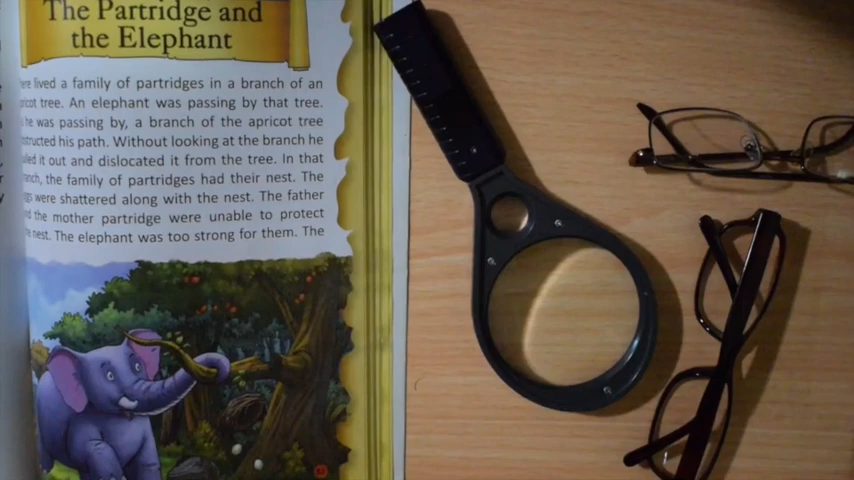 The Partridge and
the Elephant
lived a family of partridges in a branch of an
tree. An elephant was passing by that tree.
he was passing by, a branch of the apricot tree
his path. Without looking at the branch he
it out and dislocated it from the tree. In that
the family of partridges had their nest. The
were shattered along with the nest. The father
the mother partridge were unable to protect
nest. The elephant was too strong for them. The